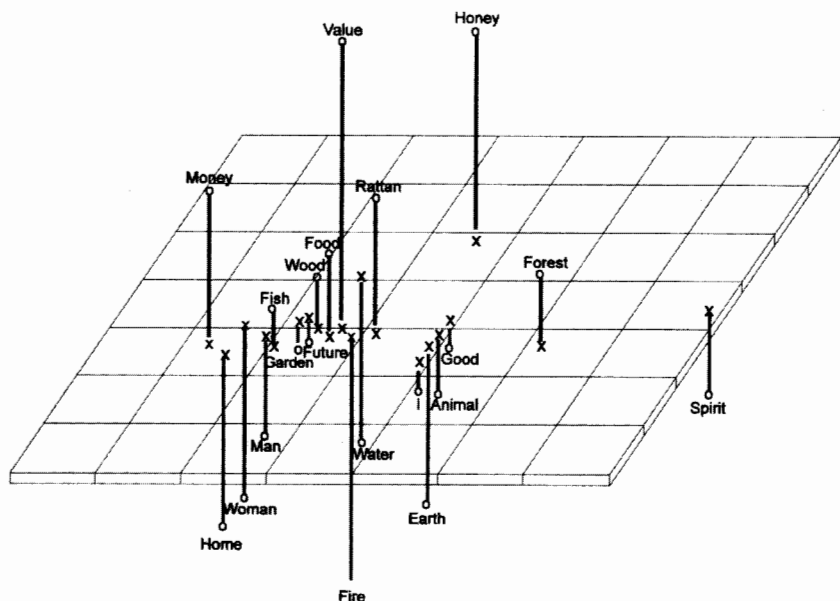 Value
Honey
Money
Rattan
Food
Wood
Forest
Fish
Garden
Future
Good
I
Animal
Spirit
Man
Water
Woman
Earth
Home
Fire